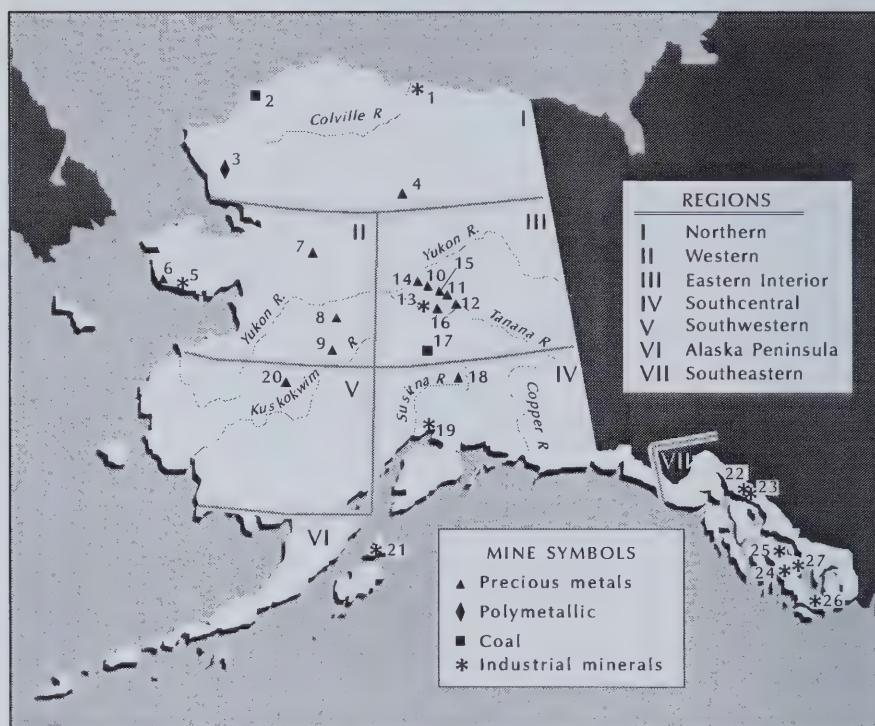 1
2
Colville R
I
3
4
II
III
7
Yukon R.
15
6
5
14
10
11
13
12
16
8
Yukon R.
Tanana R
9
R
17
20
Kuskokwim
V
Susitna R
18
IV
Copper R
19
VII
22
23
VI
21
25
27
24
26
REGIONS
I Northern
II Western
III Eastern Interior
IV Southcentral
V Southwestern
VI Alaska Peninsula
VII Southeastern
MINE SYMBOLS
Precious metals
Polymetallic
Coal
Industrial minerals